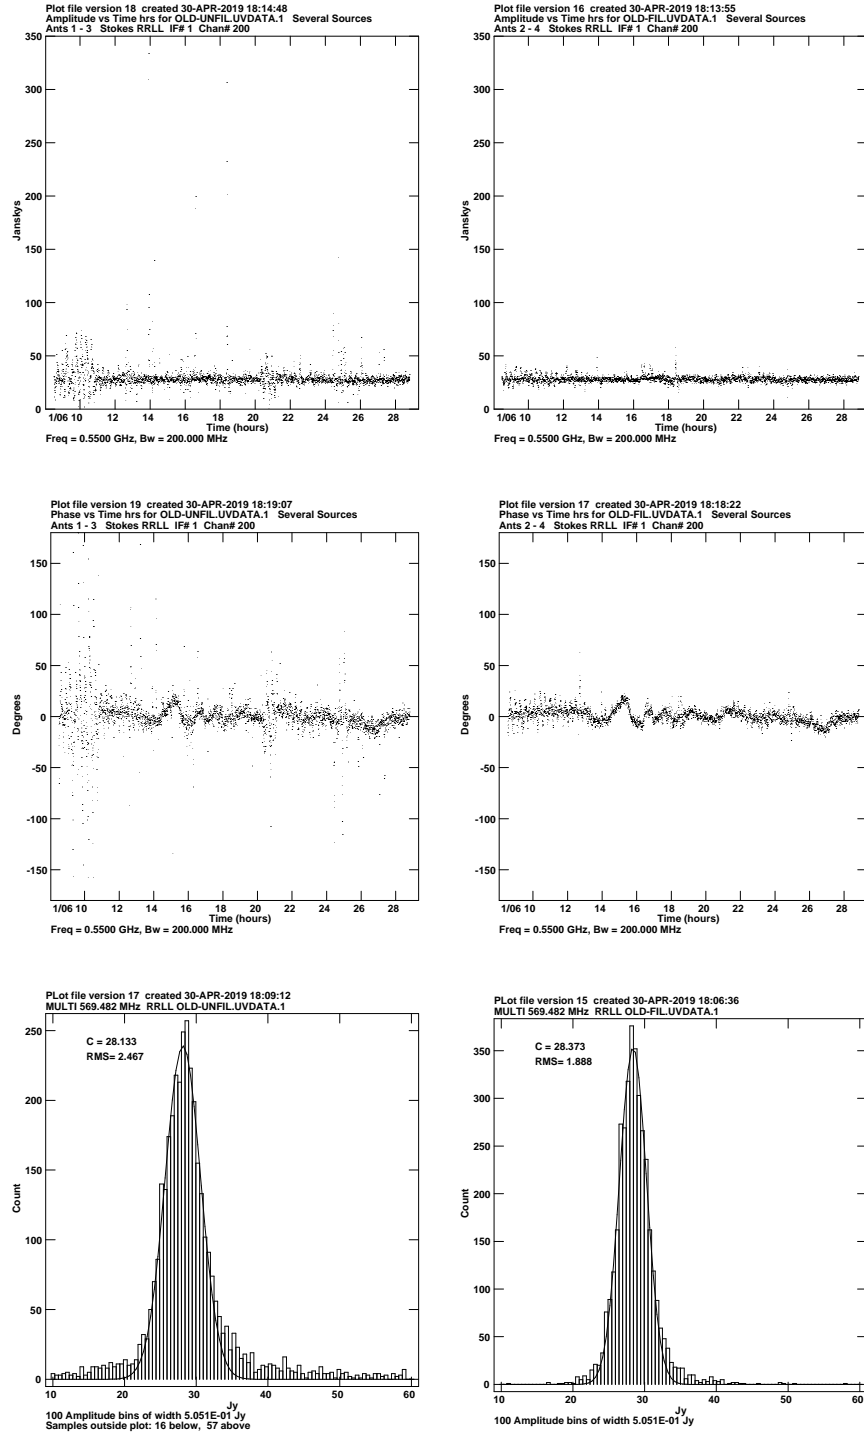 Plot file version 18 created 30-APR-2019 18:14:48
Amplitude vs Time hrs for OLD-UNFIL.UVDATA.1 Several Sources
Ants 1 - 3 Stokes RRLL IF# 1 Chan# 200
350
300
250
200
150
100
50
0
Janskys
1/06 10 12 14 16 18 20 22 24 26 28
Time (hours)
Freq = 0.5500 GHz, Bw = 200.000 MHz
Plot file version 16 created 30-APR-2019 18:13:55
Amplitude vs Time hrs for OLD-FIL.UVDATA.1 Several Sources
Ants 2 - 4 Stokes RRLL IF# 1 Chan# 200
350
300
250
200
150
100
50
0
Janskys
1/06 10 12 14 16 18 20 22 24 26 28
Time (hours)
Freq = 0.5500 GHz, Bw = 200.000 MHz
Plot file version 19 created 30-APR-2019 18:19:07
Phase vs Time hrs for OLD-UNFIL.UVDATA.1 Several Sources
Ants 1 - 3 Stokes RRLL IF# 1 Chan# 200
150
100
50
0
-50
-100
-150
Degrees
1/06 10 12 14 16 18 20 22 24 26 28
Time (hours)
Freq = 0.5500 GHz, Bw = 200.000 MHz
Plot file version 17 created 30-APR-2019 18:18:22
Phase vs Time hrs for OLD-FIL.UVDATA.1 Several Sources
Ants 2 - 4 Stokes RRLL IF# 1 Chan# 200
150
100
50
0
-50
-100
-150
Degrees
1/06 10 12 14 16 18 20 22 24 26 28
Time (hours)
Freq = 0.5500 GHz, Bw = 200.000 MHz
PLot file version 17 created 30-APR-2019 18:09:12
MULTI 569.482 MHz RRLL OLD-UNFIL.UVDATA.1
C = 28.133
RMS= 2.467
250
200
150
100
50
0
Count
10 20 30 40 50 60
Jy
100 Amplitude bins of width 5.051E-01 Jy
Samples outside plot: 16 below, 57 above
PLot file version 15 created 30-APR-2019 18:06:36
MULTI 569.482 MHz RRLL OLD-FIL.UVDATA.1
C = 28.373
RMS= 1.888
350
300
250
200
150
100
50
0
Count
10 20 30 40 50 60
Jy
100 Amplitude bins of width 5.051E-01 Jy